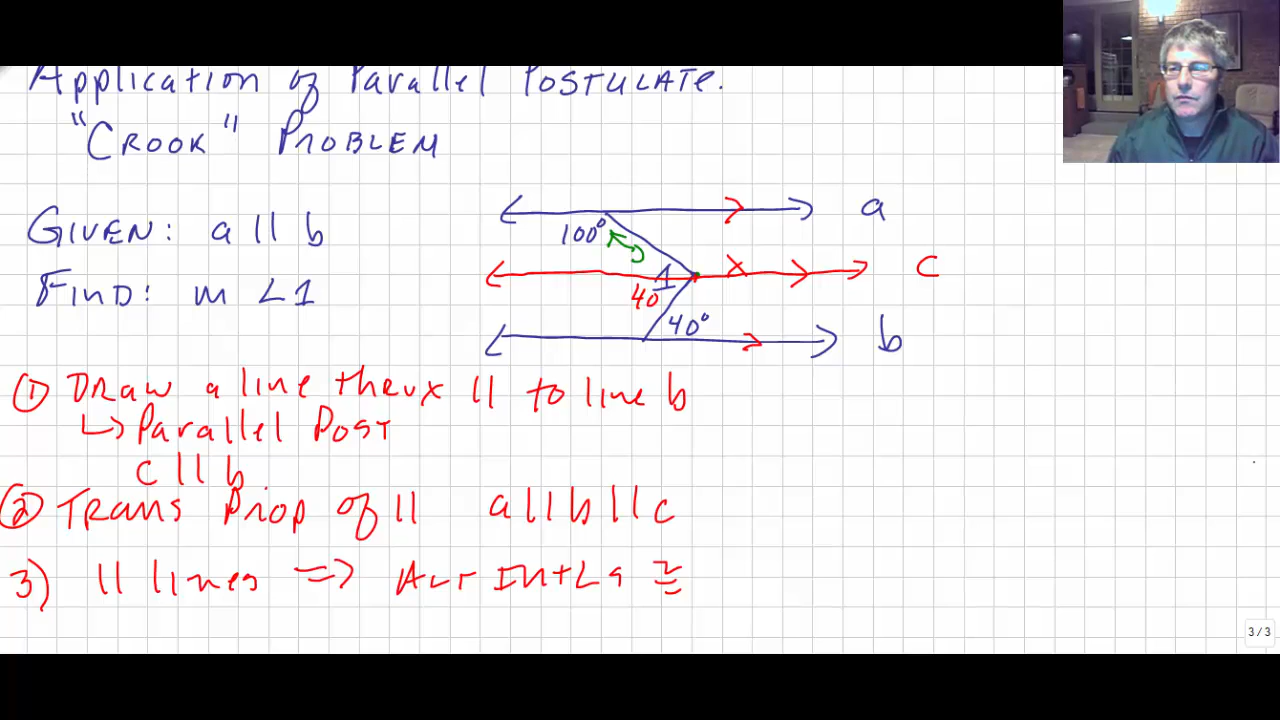 Application of Parallel Postulate.
"Crook" Problem
Given: a || b
Find: m ∠1
a
100°
1
x
c
40
40°
b
① Draw a line thru x || to line b
↳ Parallel Post
c || b
② Trans Prop of || a || b || c
3) || lines => Alt Int ∠s ≅
3 / 3